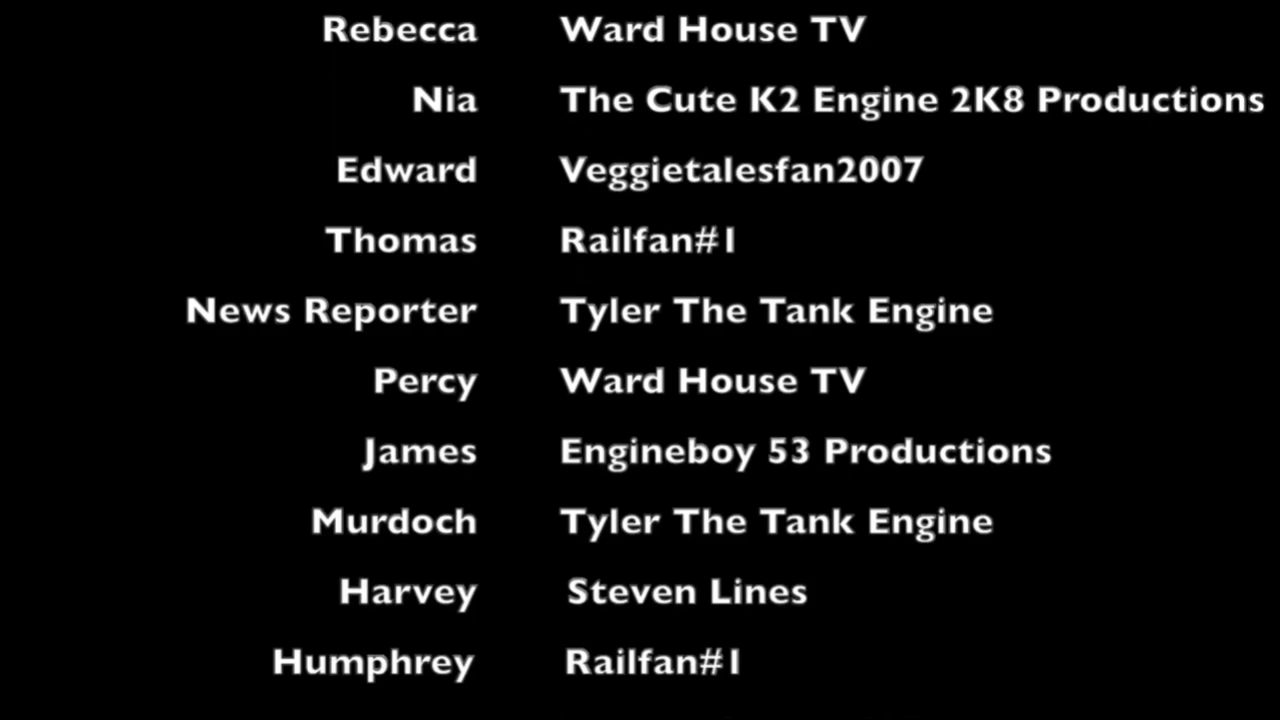 Rebecca Ward House TV
Nia The Cute K2 Engine 2K8 Productions
Edward Veggietalesfan2007
Thomas Railfan#1
News Reporter Tyler The Tank Engine
Percy Ward House TV
James Engineboy 53 Productions
Murdoch Tyler The Tank Engine
Harvey Steven Lines
Humphrey Railfan#1